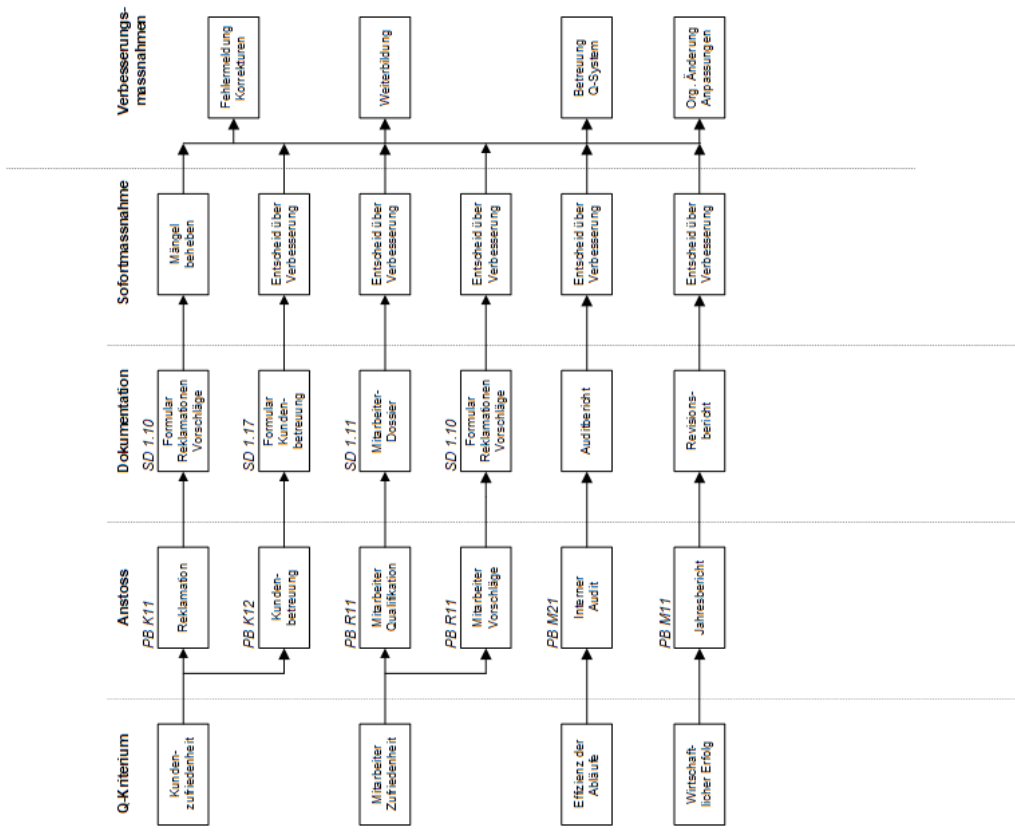 Q-Kriterium
Anstoss
Dokumentation
Sofortmassnahme
Verbesserungs-
massnahmen
Kunden-
zufriedenheit
PB K11
Reklamation
SD 1.10
Formular
Reklamationen
Vorschläge
Mängel
beheben
Fehlermeldung
Korrekturen
PB K12
Kunden-
betreuung
SD 1.17
Formular
Kunden-
betreuung
Entscheid über
Verbesserung
Mitarbeiter
Zufriedenheit
PB R11
Mitarbeiter
Qualifikation
SD 1.11
Mitarbeiter-
Dossier
Entscheid über
Verbesserung
Weiterbildung
PB R11
Mitarbeiter
Vorschläge
SD 1.10
Formular
Reklamationen
Vorschläge
Entscheid über
Verbesserung
Effizienz der
Abläufe
PB M21
Interner
Audit
Auditbericht
Entscheid über
Verbesserung
Betreuung
Q-System
Wirtschaft-
licher Erfolg
PB M11
Jahresbericht
Revisions-
bericht
Entscheid über
Verbesserung
Org. Änderung
Anpassungen